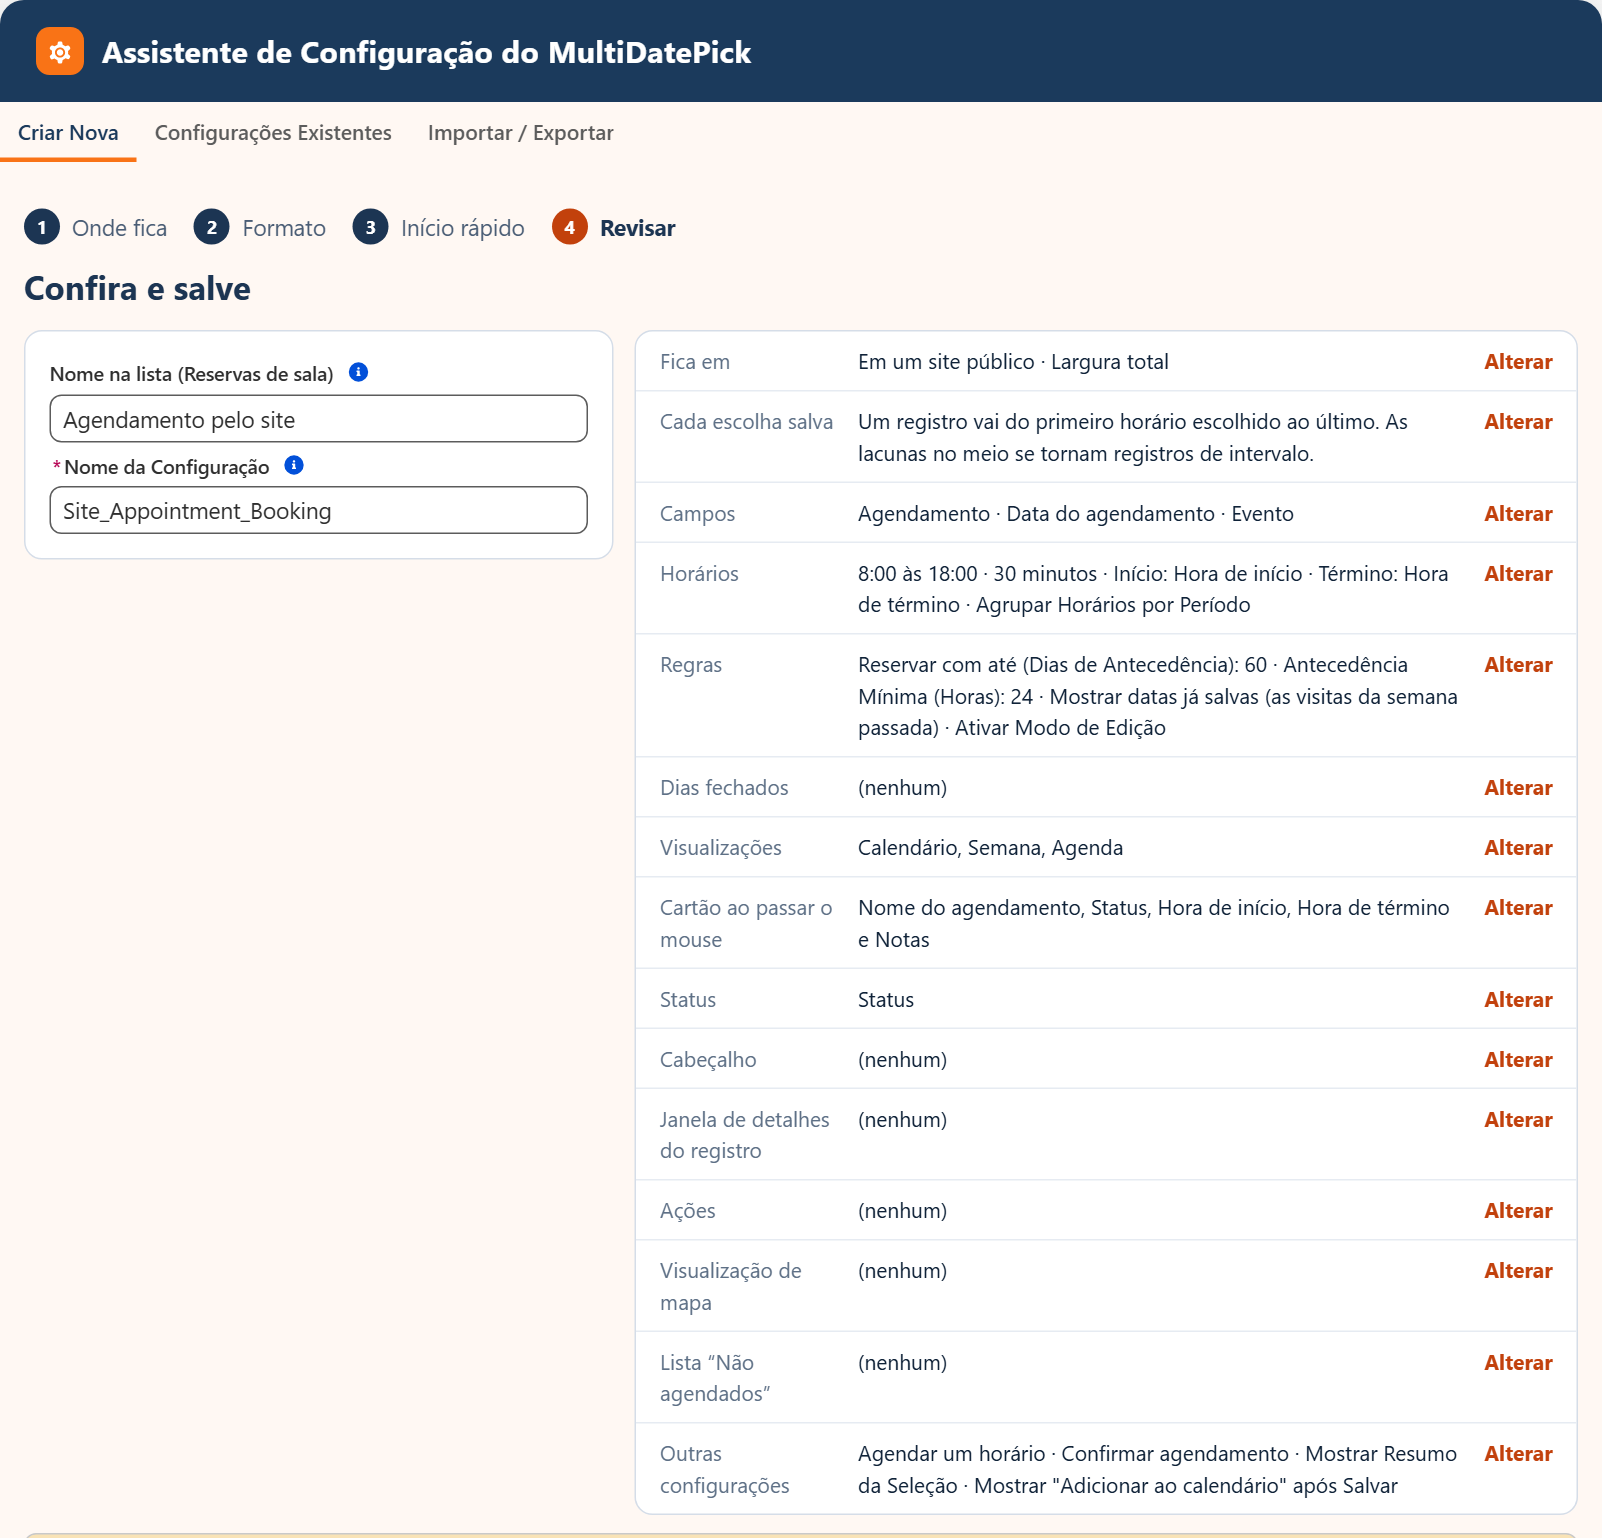 Assistente de Configuração do MultiDatePick
Criar Nova
Configurações Existentes
Importar / Exportar
1 Onde fica
2 Formato
3 Início rápido
4 Revisar
Confira e salve
Nome na lista (Reservas de sala)
Agendamento pelo site
*Nome da Configuração
Site_Appointment_Booking
Fica em
Em um site público · Largura total
Alterar
Cada escolha salva
Um registro vai do primeiro horário escolhido ao último. As
lacunas no meio se tornam registros de intervalo.
Alterar
Campos
Agendamento · Data do agendamento · Evento
Alterar
Horários
8:00 às 18:00 · 30 minutos · Início: Hora de início · Término: Hora
de término · Agrupar Horários por Período
Alterar
Regras
Reservar com até (Dias de Antecedência): 60 · Antecedência
Mínima (Horas): 24 · Mostrar datas já salvas (as visitas da semana
passada) · Ativar Modo de Edição
Alterar
Dias fechados
(nenhum)
Alterar
Visualizações
Calendário, Semana, Agenda
Alterar
Cartão ao passar o
mouse
Nome do agendamento, Status, Hora de início, Hora de término
e Notas
Alterar
Status
Status
Alterar
Cabeçalho
(nenhum)
Alterar
Janela de detalhes
do registro
(nenhum)
Alterar
Ações
(nenhum)
Alterar
Visualização de
mapa
(nenhum)
Alterar
Lista “Não
agendados”
(nenhum)
Alterar
Outras
configurações
Agendar um horário · Confirmar agendamento · Mostrar Resumo
da Seleção · Mostrar "Adicionar ao calendário" após Salvar
Alterar